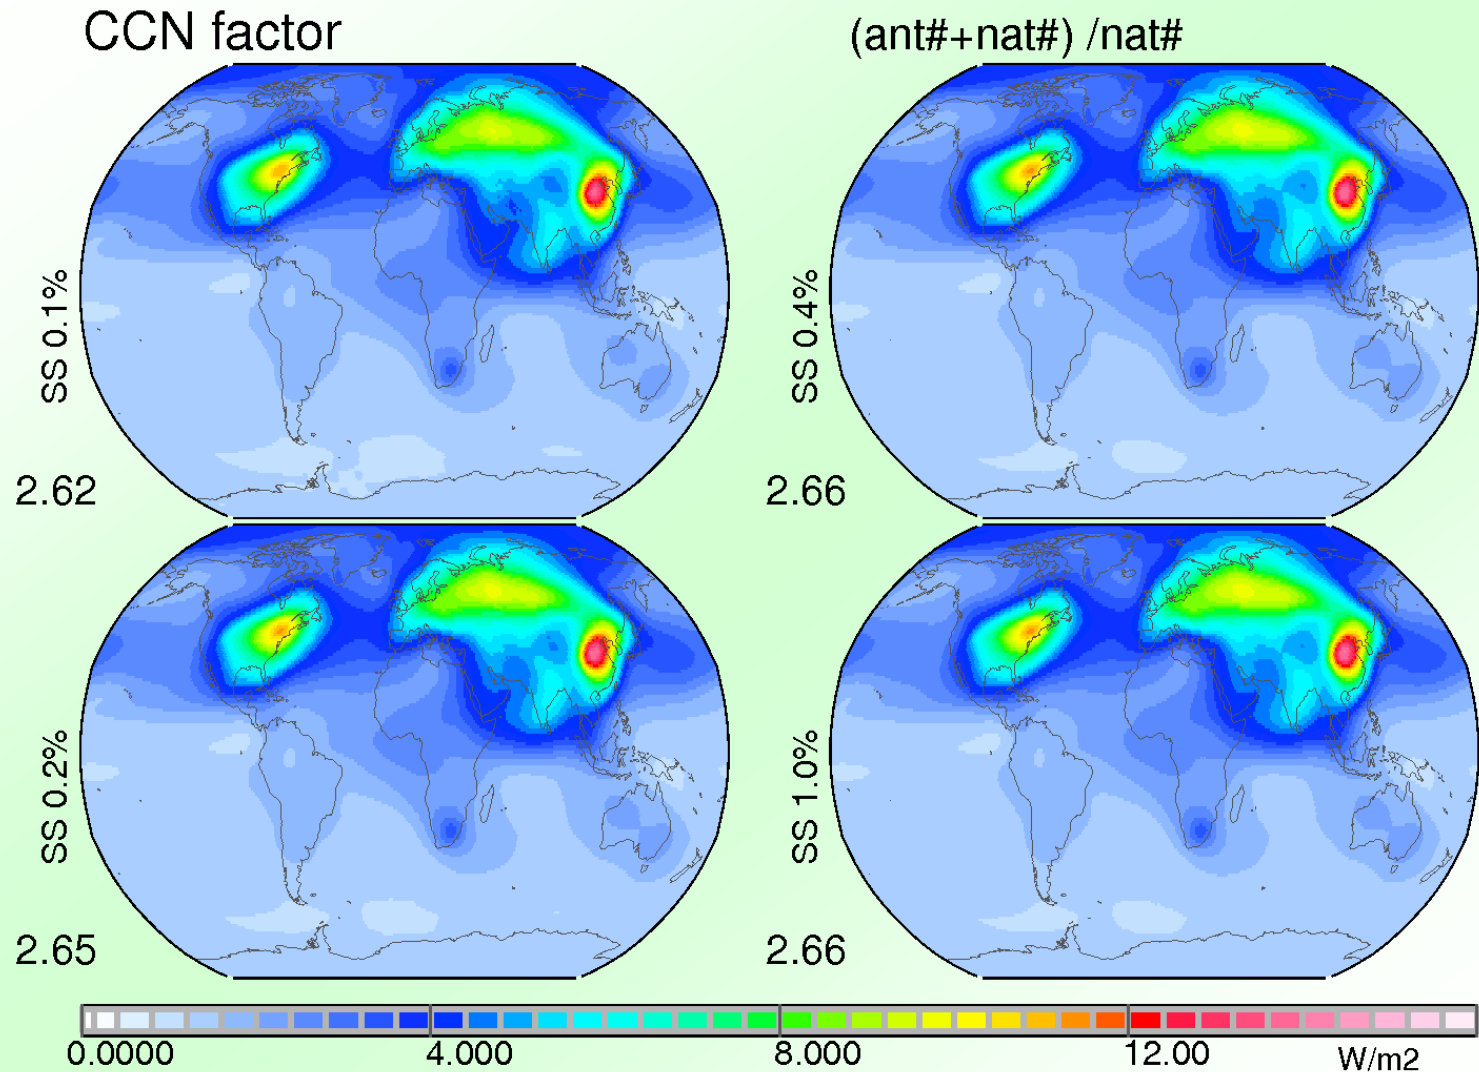 CCN factor
(ant#+nat#) /nat#
SS 0.1%
SS 0.4%
2.62
2.66
SS 0.2%
SS 1.0%
2.65
2.66
0.0000 4.000 8.000 12.00 W/m2